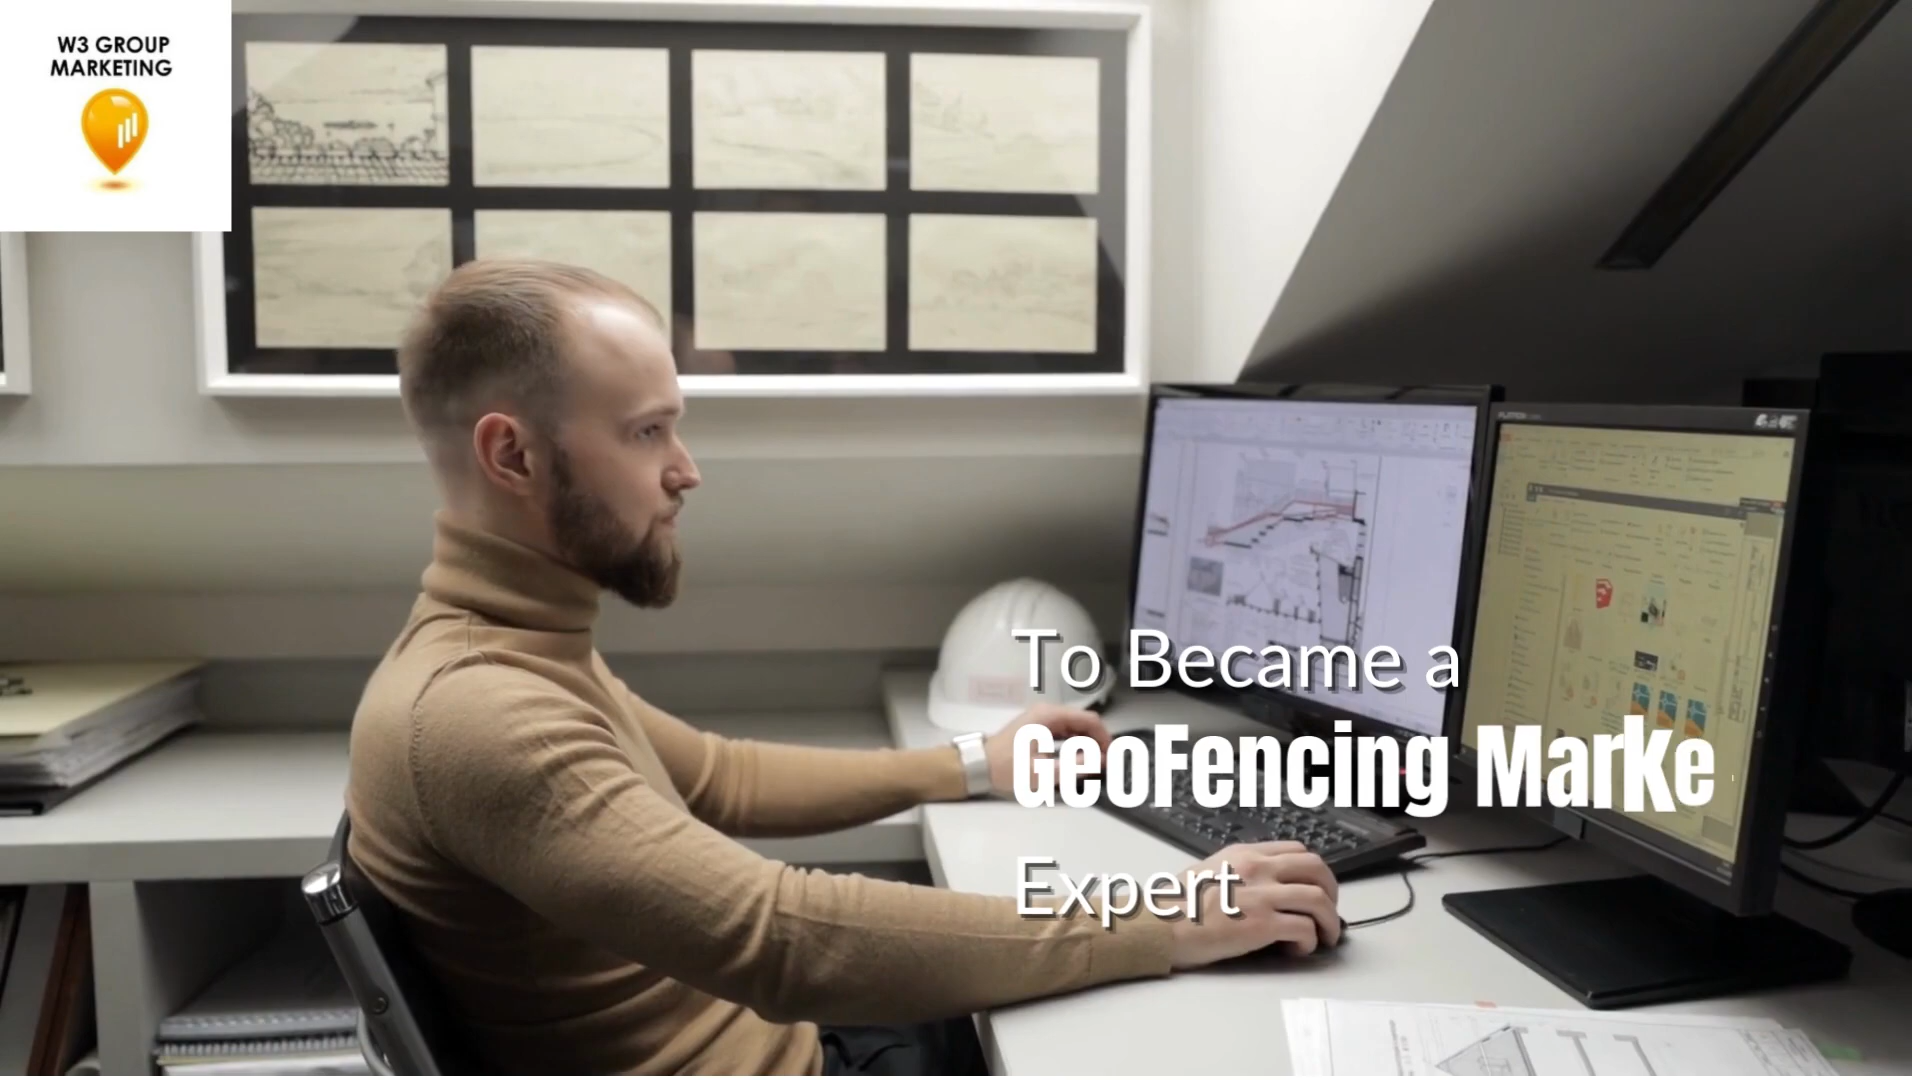 W3 GROUP
MARKETING
To Became a
GeoFencing Marke
Expert